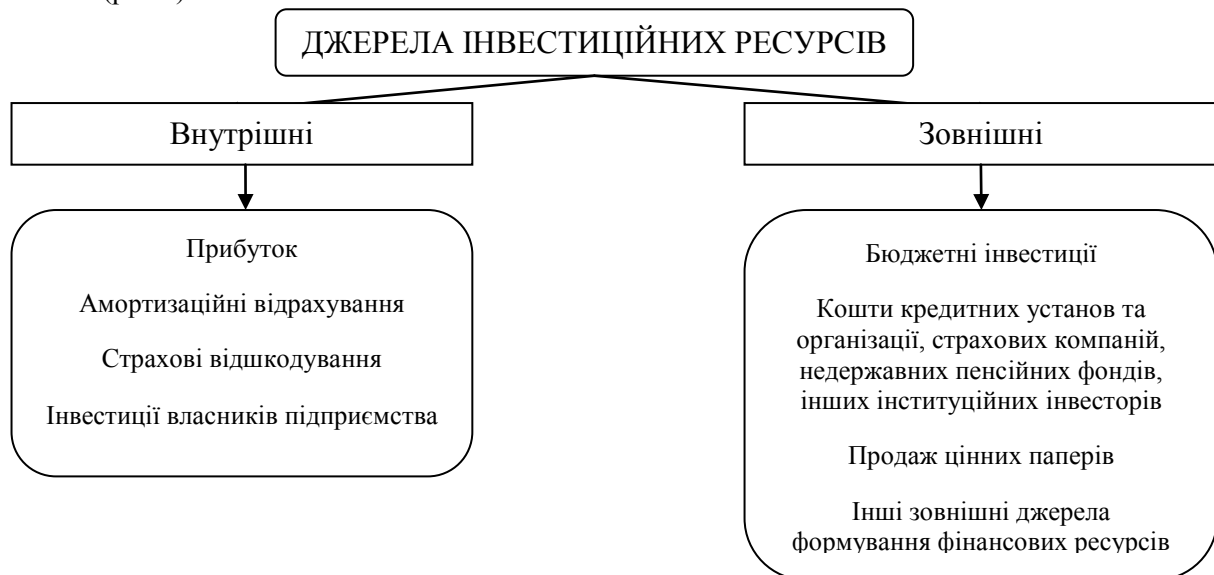 ДЖЕРЕЛА ІНВЕСТИЦІЙНИХ РЕСУРСІВ
Внутрішні
Зовнішні
Прибуток
Амортизаційні відрахування
Страхові відшкодування
Інвестиції власників підприємства
Бюджетні інвестиції
Кошти кредитних установ та
організації, страхових компаній,
недержавних пенсійних фондів,
інших інституційних інвесторів
Продаж цінних паперів
Інші зовнішні джерела
формування фінансових ресурсів